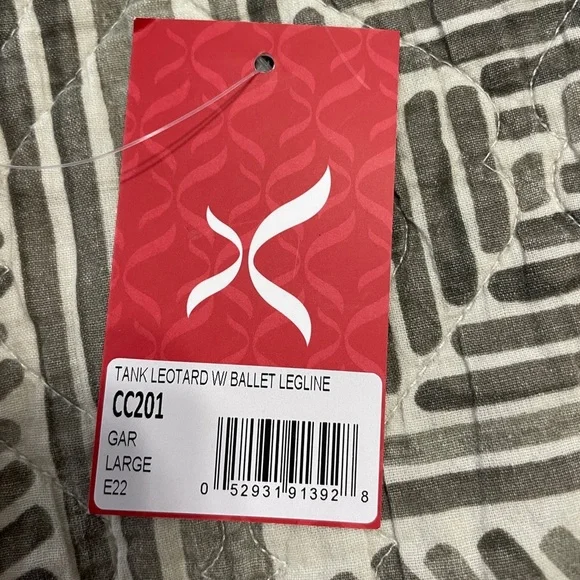 TANK LEOTARD W/ BALLET LEGLINE
CC201
GAR
LARGE
E22
0 52931 91392 8